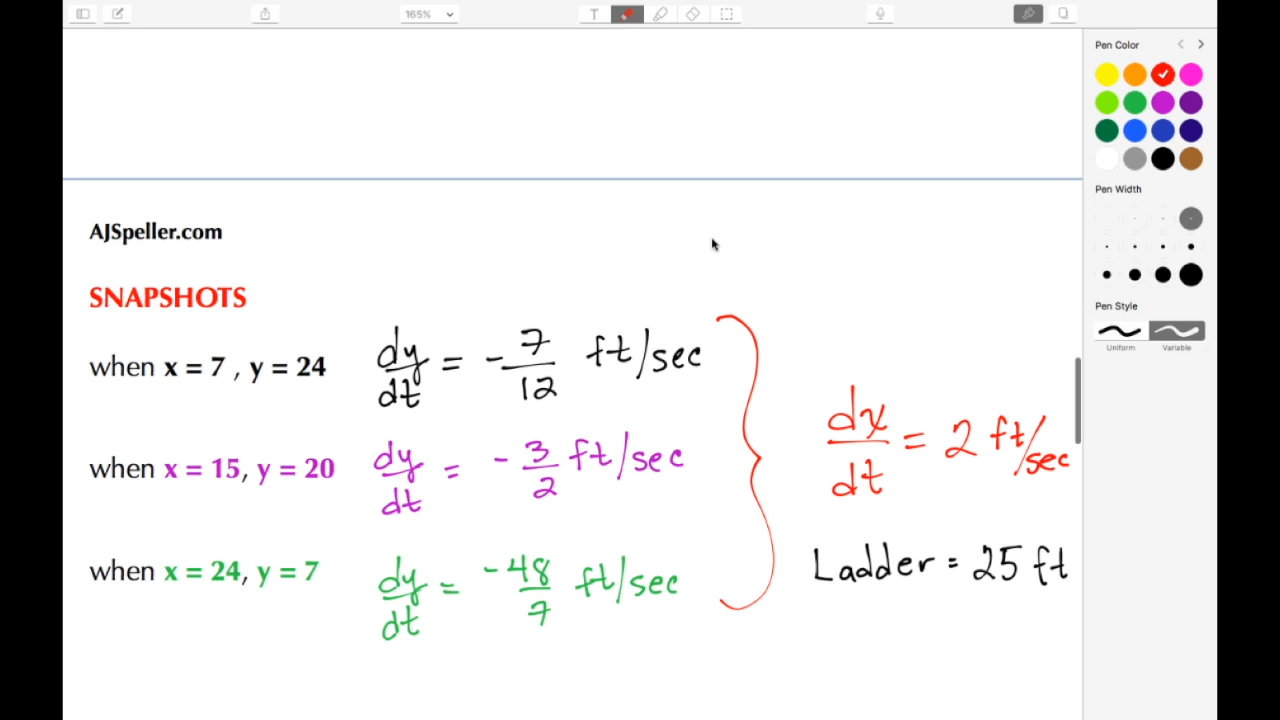 165%
T
Pen Color
AJSpeller.com
Pen Width
SNAPSHOTS
Pen Style
Uniform Variable
when x = 7 , y = 24 dy/dt = - 7/12 ft/sec
dx/dt = 2 ft/sec
when x = 15, y = 20 dy/dt = - 3/2 ft/sec
when x = 24, y = 7 dy/dt = -48/7 ft/sec
Ladder = 25 ft